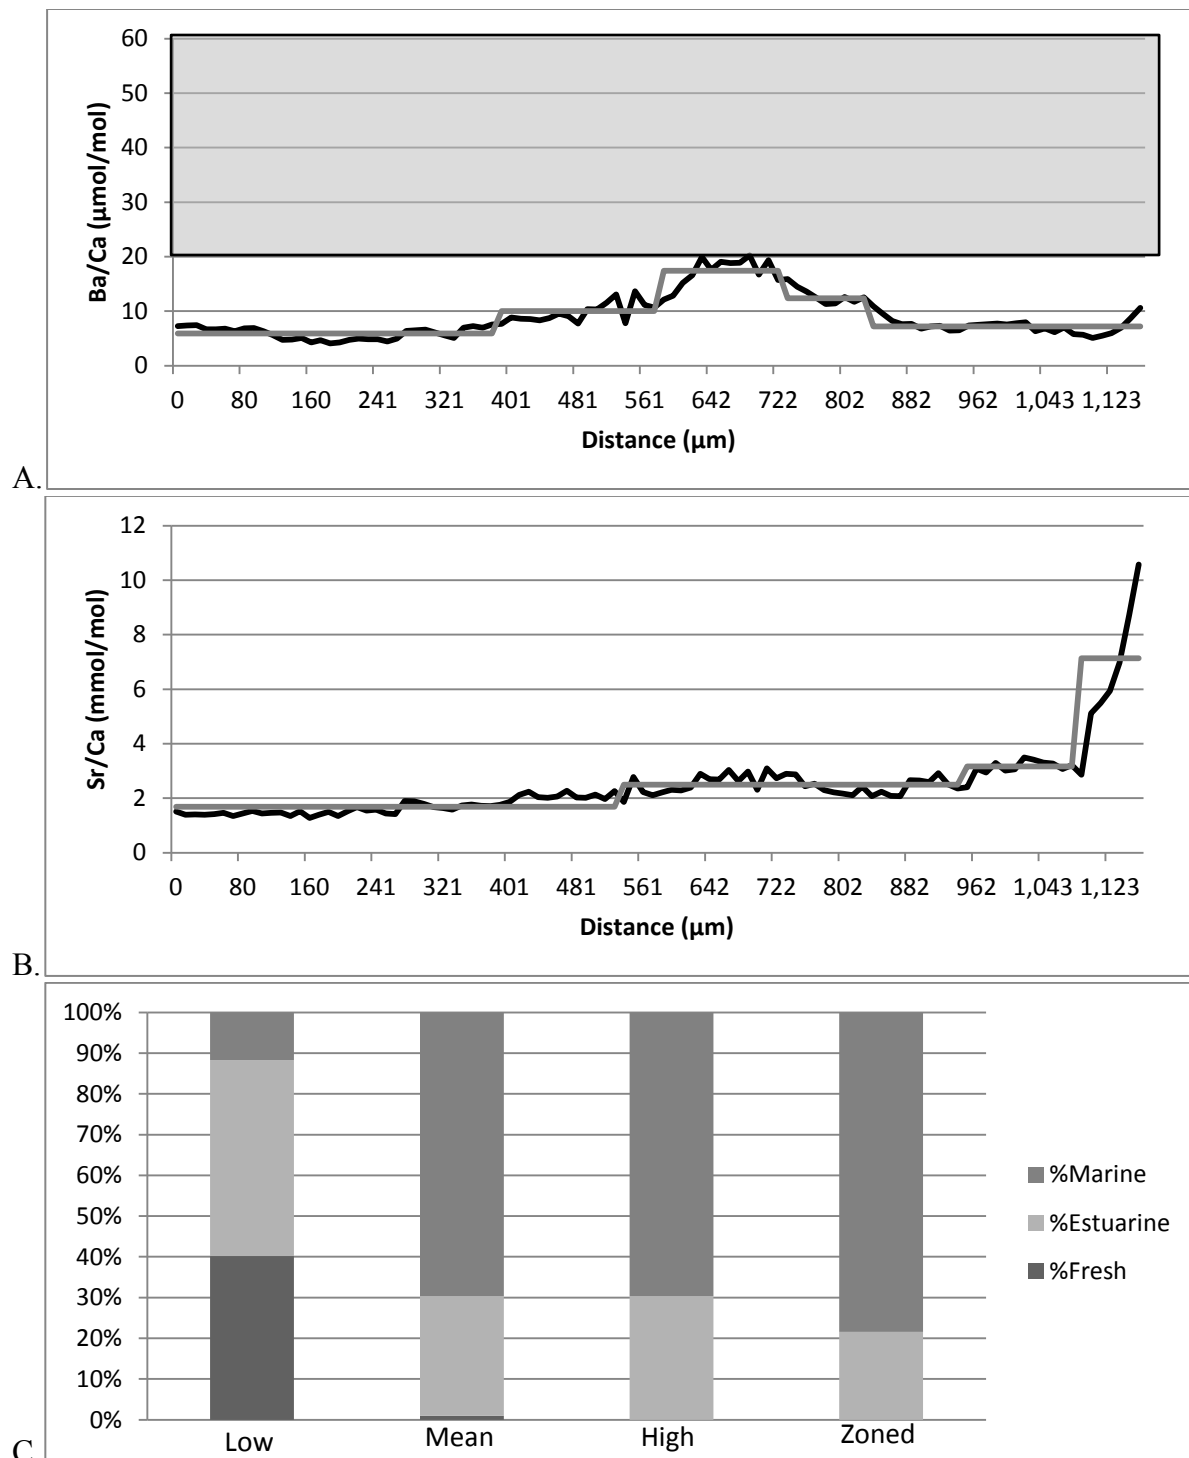 60
50
40
30
20
10
0
Ba/Ca (µmol/mol)
0 80 160 241 321 401 481 561 642 722 802 882 962 1,043 1,123
Distance (µm)
A.
12
10
8
6
4
2
0
Sr/Ca (mmol/mol)
0 80 160 241 321 401 481 561 642 722 802 882 962 1,043 1,123
Distance (µm)
B.
100%
90%
80%
70%
60%
50%
40%
30%
20%
10%
0%
%Marine
%Estuarine
%Fresh
Low Mean High Zoned
C